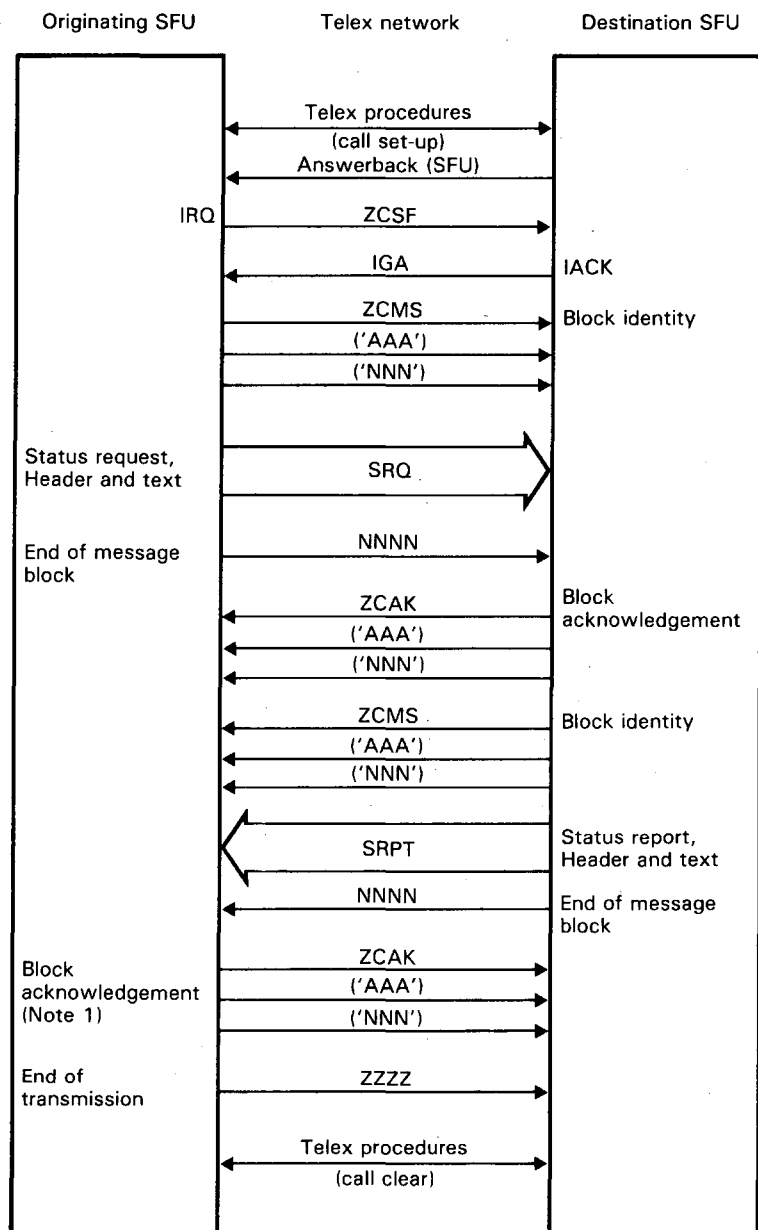 Originating SFU Telex network Destination SFU
Telex procedures
(call set-up)
Answerback (SFU)
IRQ ZCSF
IGA IACK
ZCMS Block identity
('AAA')
('NNN')
Status request,
Header and text
SRQ
End of message
block
NNNN
ZCAK
Block
acknowledgement
('AAA')
('NNN')
ZCMS Block identity
('AAA')
('NNN')
SRPT
Status report,
Header and text
NNNN
End of message
block
Block
acknowledgement
(Note 1)
ZCAK
('AAA')
('NNN')
End of
transmission
ZZZZ
Telex procedures
(call clear)